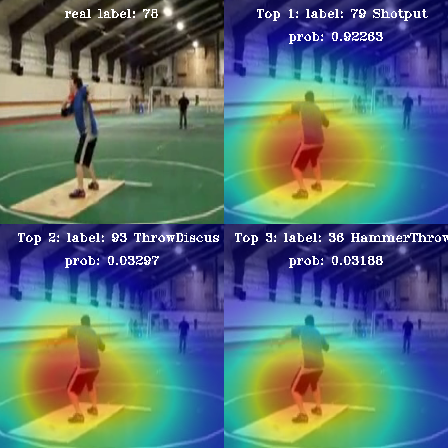 real label: 78
Top 1: label: 79 Shotput
prob: 0.92263
Top 2: label: 93 ThrowDiscus
prob: 0.03297
Top 3: label: 36 HammerThrow
prob: 0.03188